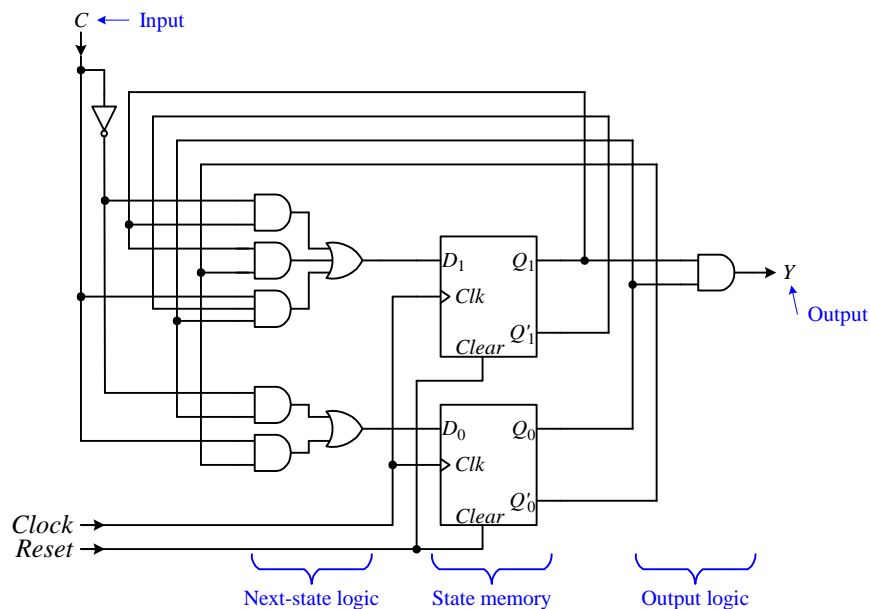 C Input
D₁ Q₁
Clk
Q'₁
Clear
Y
Output
D₀ Q₀
Clk
Q'₀
Clear
Clock
Reset
Next-state logic State memory Output logic